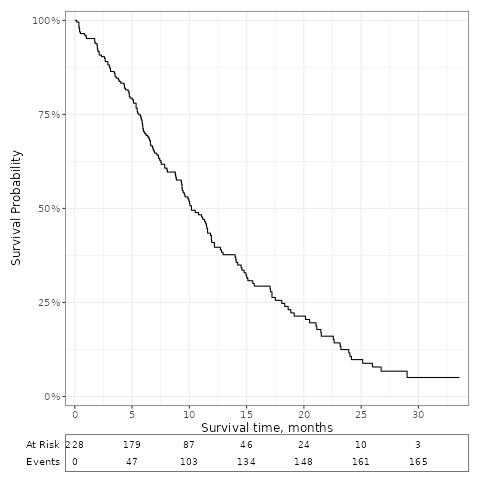 100%
75%
50%
25%
0%
Survival Probability
0 5 10 15 20 25 30
Survival time, months
At Risk 228 179 87 46 24 10 3
Events 0 47 103 134 148 161 165